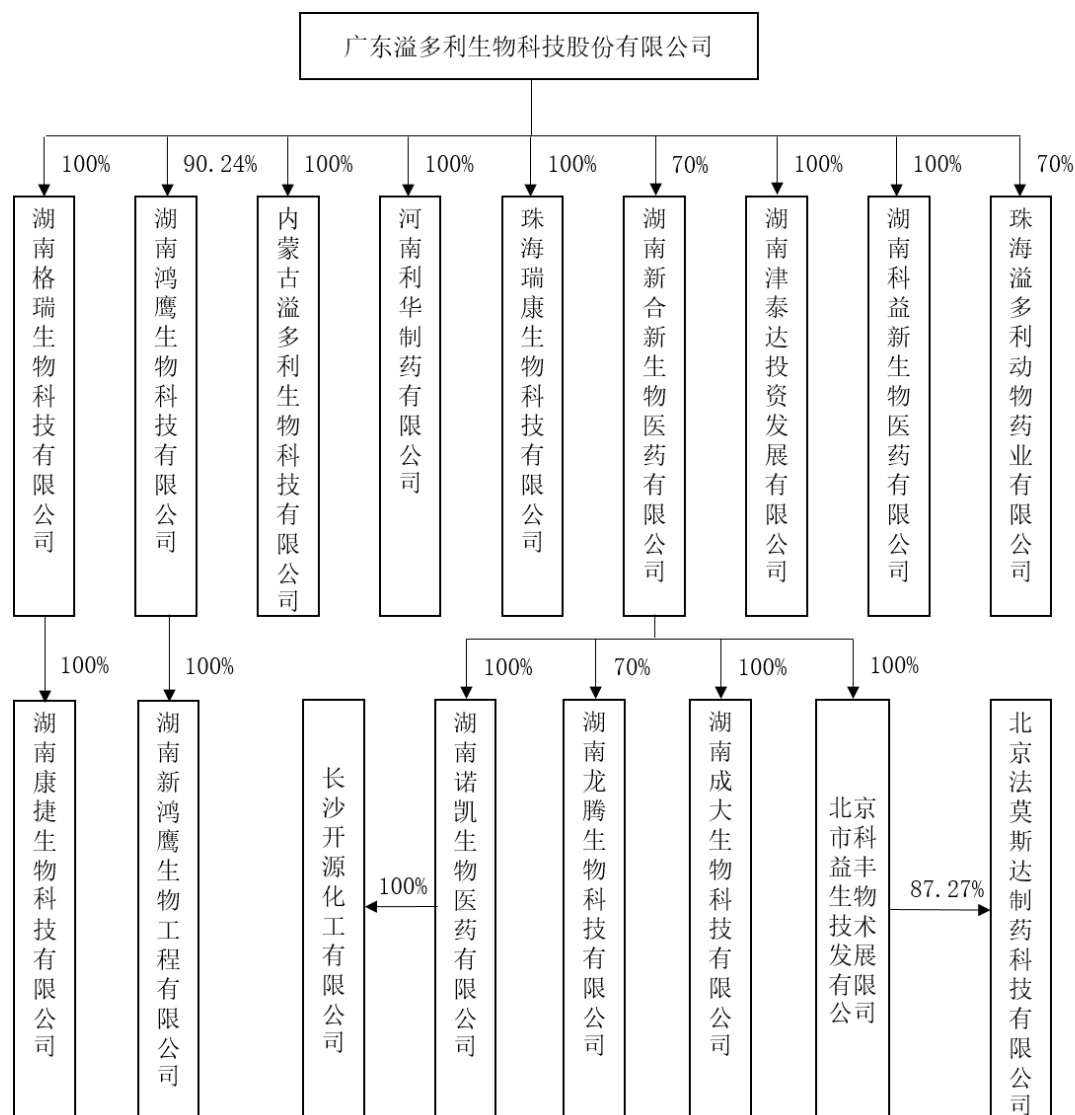 广东溢多利生物科技股份有限公司
100%
90.24%
100%
100%
100%
70%
100%
100%
70%
湖南格瑞生物科技有限公司
湖南鸿鹰生物科技有限公司
内蒙古溢多利生物科技有限公司
河南利华制药有限公司
珠海瑞康生物科技有限公司
湖南新合新生物医药有限公司
湖南津泰达投资发展有限公司
湖南科益新生物医药有限公司
珠海溢多利动物药业有限公司
100%
100%
100%
70%
100%
100%
湖南康捷生物科技有限公司
湖南新鸿鹰生物工程有限公司
长沙开源化工有限公司
100%
湖南诺凯生物医药有限公司
湖南龙腾生物科技有限公司
湖南成大生物科技有限公司
北京
市科
益丰
生物
技术
发展
有限
公司
87.27%
北京法莫斯达制药科技有限公司